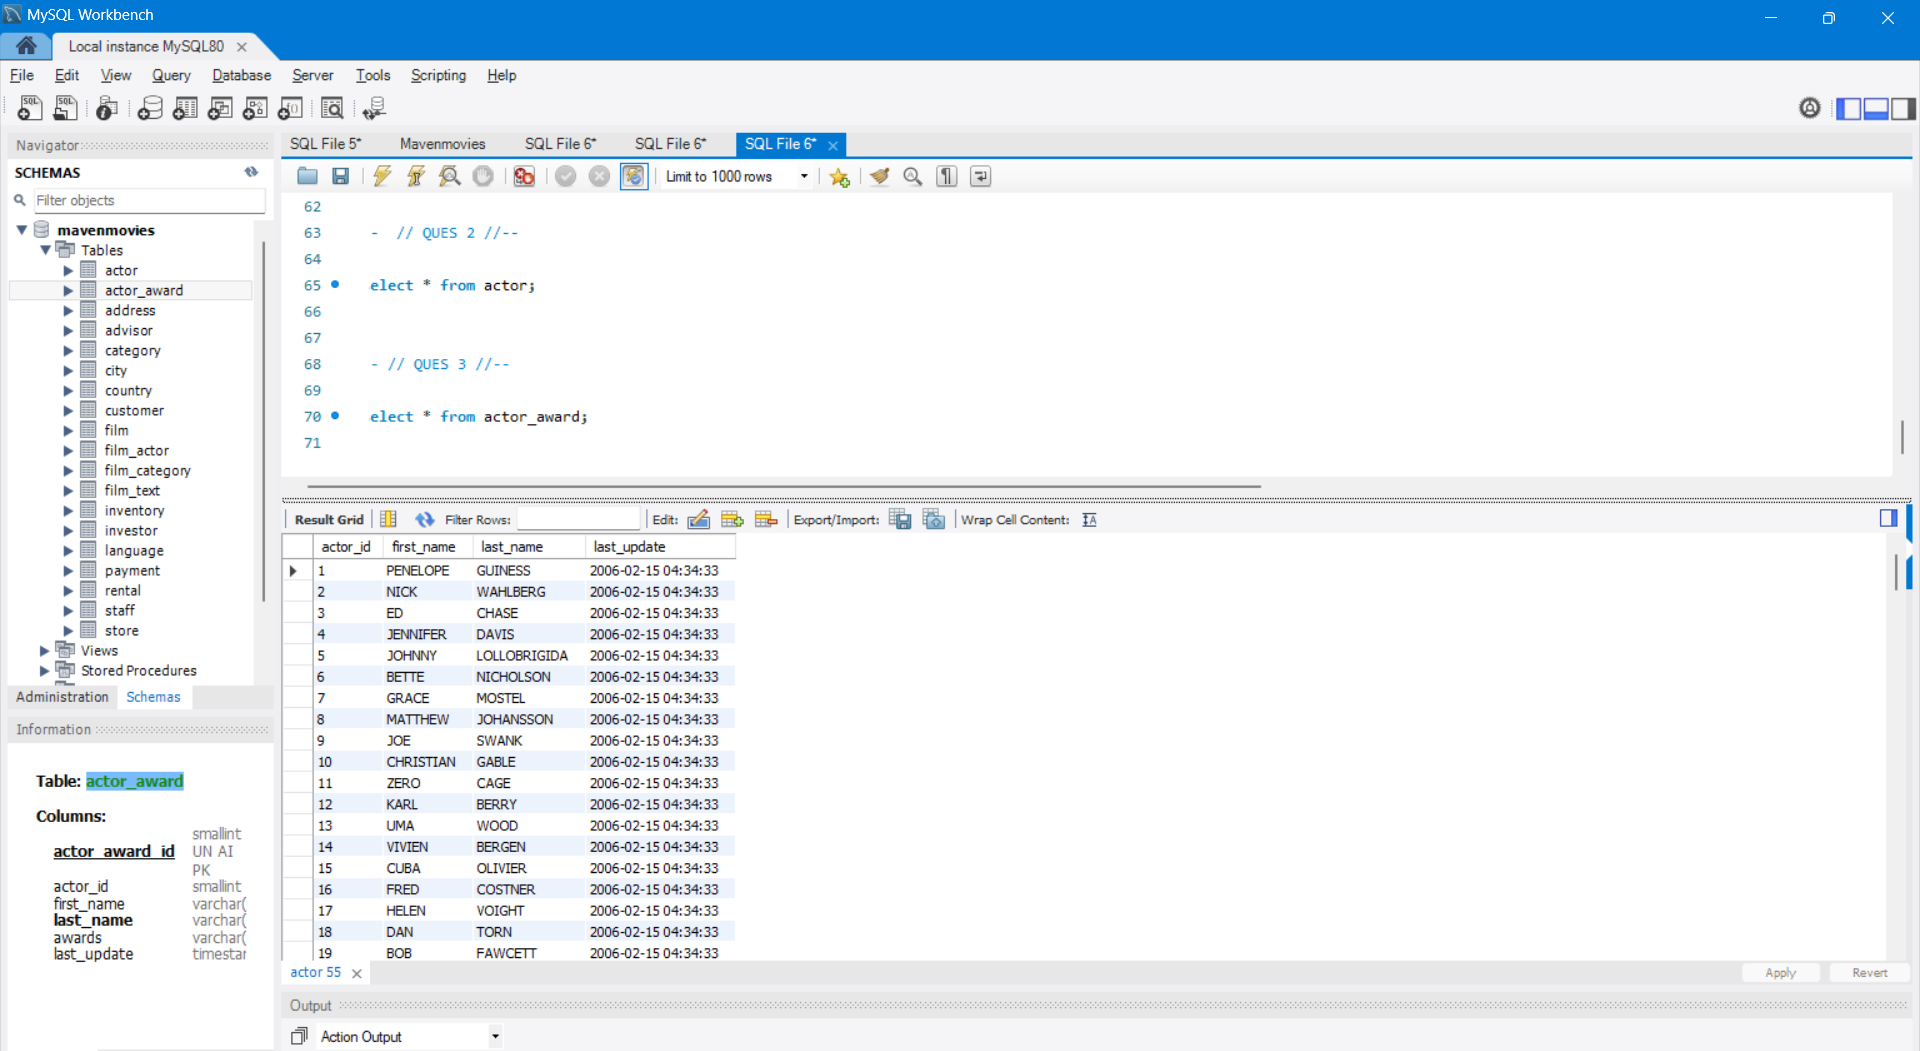 MySQL Workbench
Local instance MySQL80
File Edit View Query Database Server Tools Scripting Help
Navigator
SCHEMAS
Filter objects
mavenmovies
Tables
actor
actor_award
address
advisor
category
city
country
customer
film
film_actor
film_category
film_text
inventory
investor
language
payment
rental
staff
store
Views
Stored Procedures
Administration Schemas
Information
Table: actor_award
Columns:
actor_award_id smallint UN AI PK
actor_id smallint
first_name varchar(
last_name varchar(
awards varchar(
last_update timestar
SQL File 5* Mavenmovies SQL File 6* SQL File 6* SQL File 6*
Limit to 1000 rows
62
63 - // QUES 2 //--
64
65 elect * from actor;
66
67
68 - // QUES 3 //--
69
70 elect * from actor_award;
71
Result Grid Filter Rows: Edit: Export/Import: Wrap Cell Content:
actor_id first_name last_name last_update
1 PENELOPE GUINESS 2006-02-15 04:34:33
2 NICK WAHLBERG 2006-02-15 04:34:33
3 ED CHASE 2006-02-15 04:34:33
4 JENNIFER DAVIS 2006-02-15 04:34:33
5 JOHNNY LOLLOBRIGIDA 2006-02-15 04:34:33
6 BETTE NICHOLSON 2006-02-15 04:34:33
7 GRACE MOSTEL 2006-02-15 04:34:33
8 MATTHEW JOHANSSON 2006-02-15 04:34:33
9 JOE SWANK 2006-02-15 04:34:33
10 CHRISTIAN GABLE 2006-02-15 04:34:33
11 ZERO CAGE 2006-02-15 04:34:33
12 KARL BERRY 2006-02-15 04:34:33
13 UMA WOOD 2006-02-15 04:34:33
14 VIVIEN BERGEN 2006-02-15 04:34:33
15 CUBA OLIVIER 2006-02-15 04:34:33
16 FRED COSTNER 2006-02-15 04:34:33
17 HELEN VOIGHT 2006-02-15 04:34:33
18 DAN TORN 2006-02-15 04:34:33
19 BOB FAWCETT 2006-02-15 04:34:33
actor 55
Apply Revert
Output
Action Output